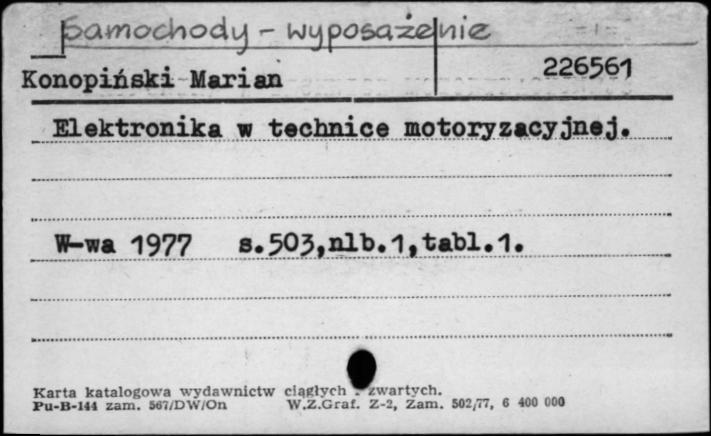 Samochody - wyposażenie
Konopiński Marian 226561
Elektronika w technice motoryzacyjnej.
W-wa 1977 s.503,nlb.1,tabl.1.
Karta katalogowa wydawnictw ciągłych zwartych.
Pu-B-144 zam. 567/DW/On W.Z.Graf. Z-2, Zam. 502/77, 6 400 000